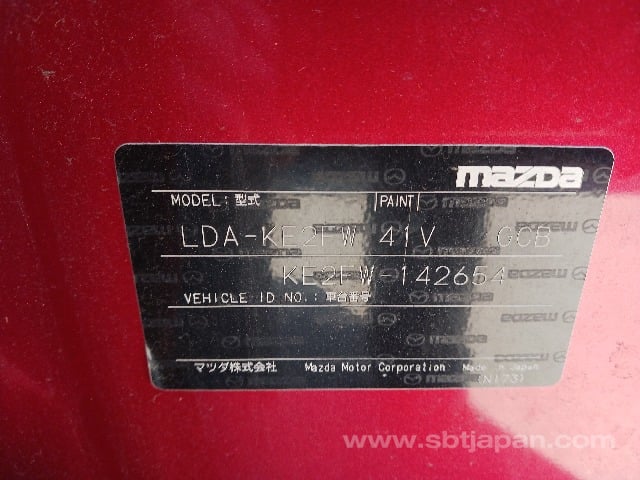 mazda
MODEL: 型式 PAINT
LDA-KE2FW 41V
KE2FW-142654
VEHICLE ID NO.: 車台番号
マツダ株式会社 Mazda Motor Corporation Made in Japan
(N173)
www.sbtjapan.com